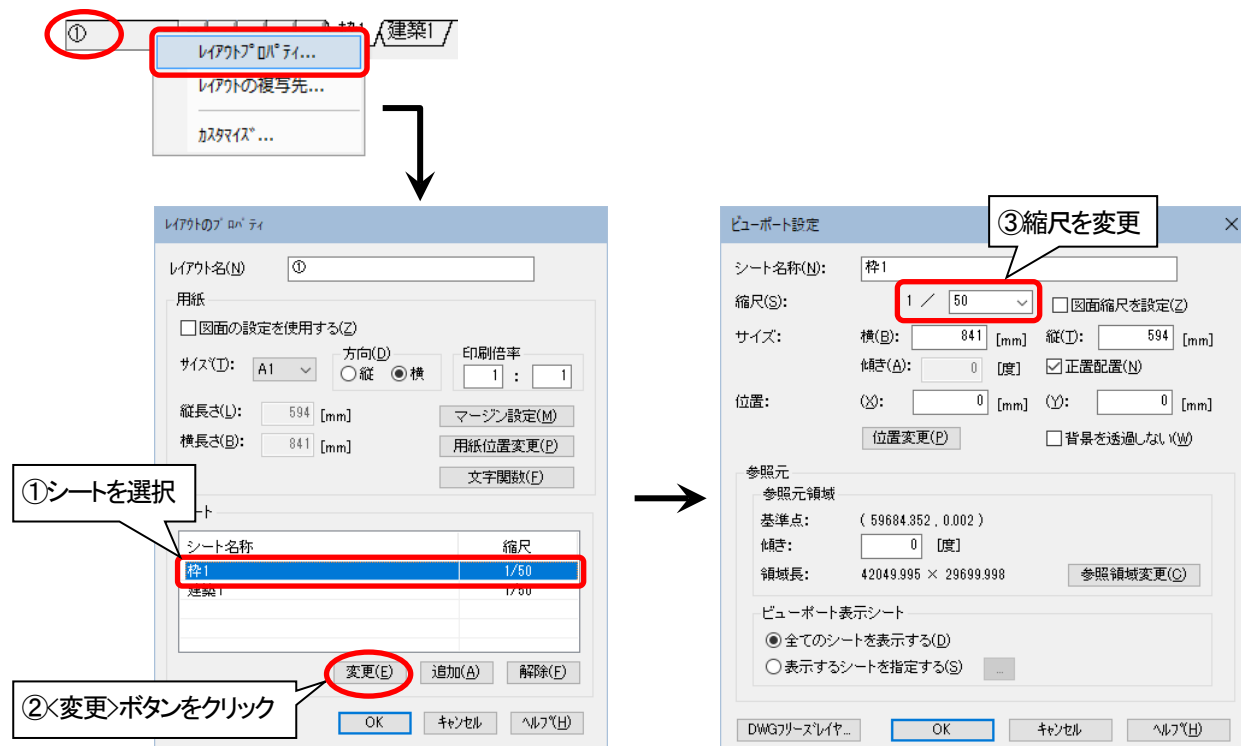 ①
建築1
レイアウトプロパティ...
レイアウトの複写先...
カスタマイズ...
レイアウトのプロパティ
レイアウト名(N) ①
用紙
図面の設定を使用する(Z)
サイズ(T): A1
方向(D)
縦 横
印刷倍率
1 : 1
縦長さ(L): 594 [mm]
横長さ(B): 841 [mm]
マージン設定(M)
用紙位置変更(P)
文字関数(F)
①シートを選択
ート
シート名称 縮尺
枠1 1/50
建築1 1/50
変更(E) 追加(A) 解除(F)
②<変更>ボタンをクリック
OK キャンセル ヘルプ(H)
ビューポート設定
③縮尺を変更
シート名称(N): 枠1
縮尺(S): 1 / 50 図面縮尺を設定(Z)
サイズ: 横(B): 841 [mm] 縦(T): 594 [mm]
傾き(A): 0 [度] 正置配置(N)
位置: (X): 0 [mm] (Y): 0 [mm]
位置変更(P) 背景を透過しない(W)
参照元
参照元領域
基準点: ( 59684.352 , 0.002 )
傾き: 0 [度]
領域長: 42049.995 × 29699.998 参照領域変更(C)
ビューポート表示シート
全てのシートを表示する(D)
表示するシートを指定する(S) ...
DWGフリーズレイヤ... OK キャンセル ヘルプ(H)